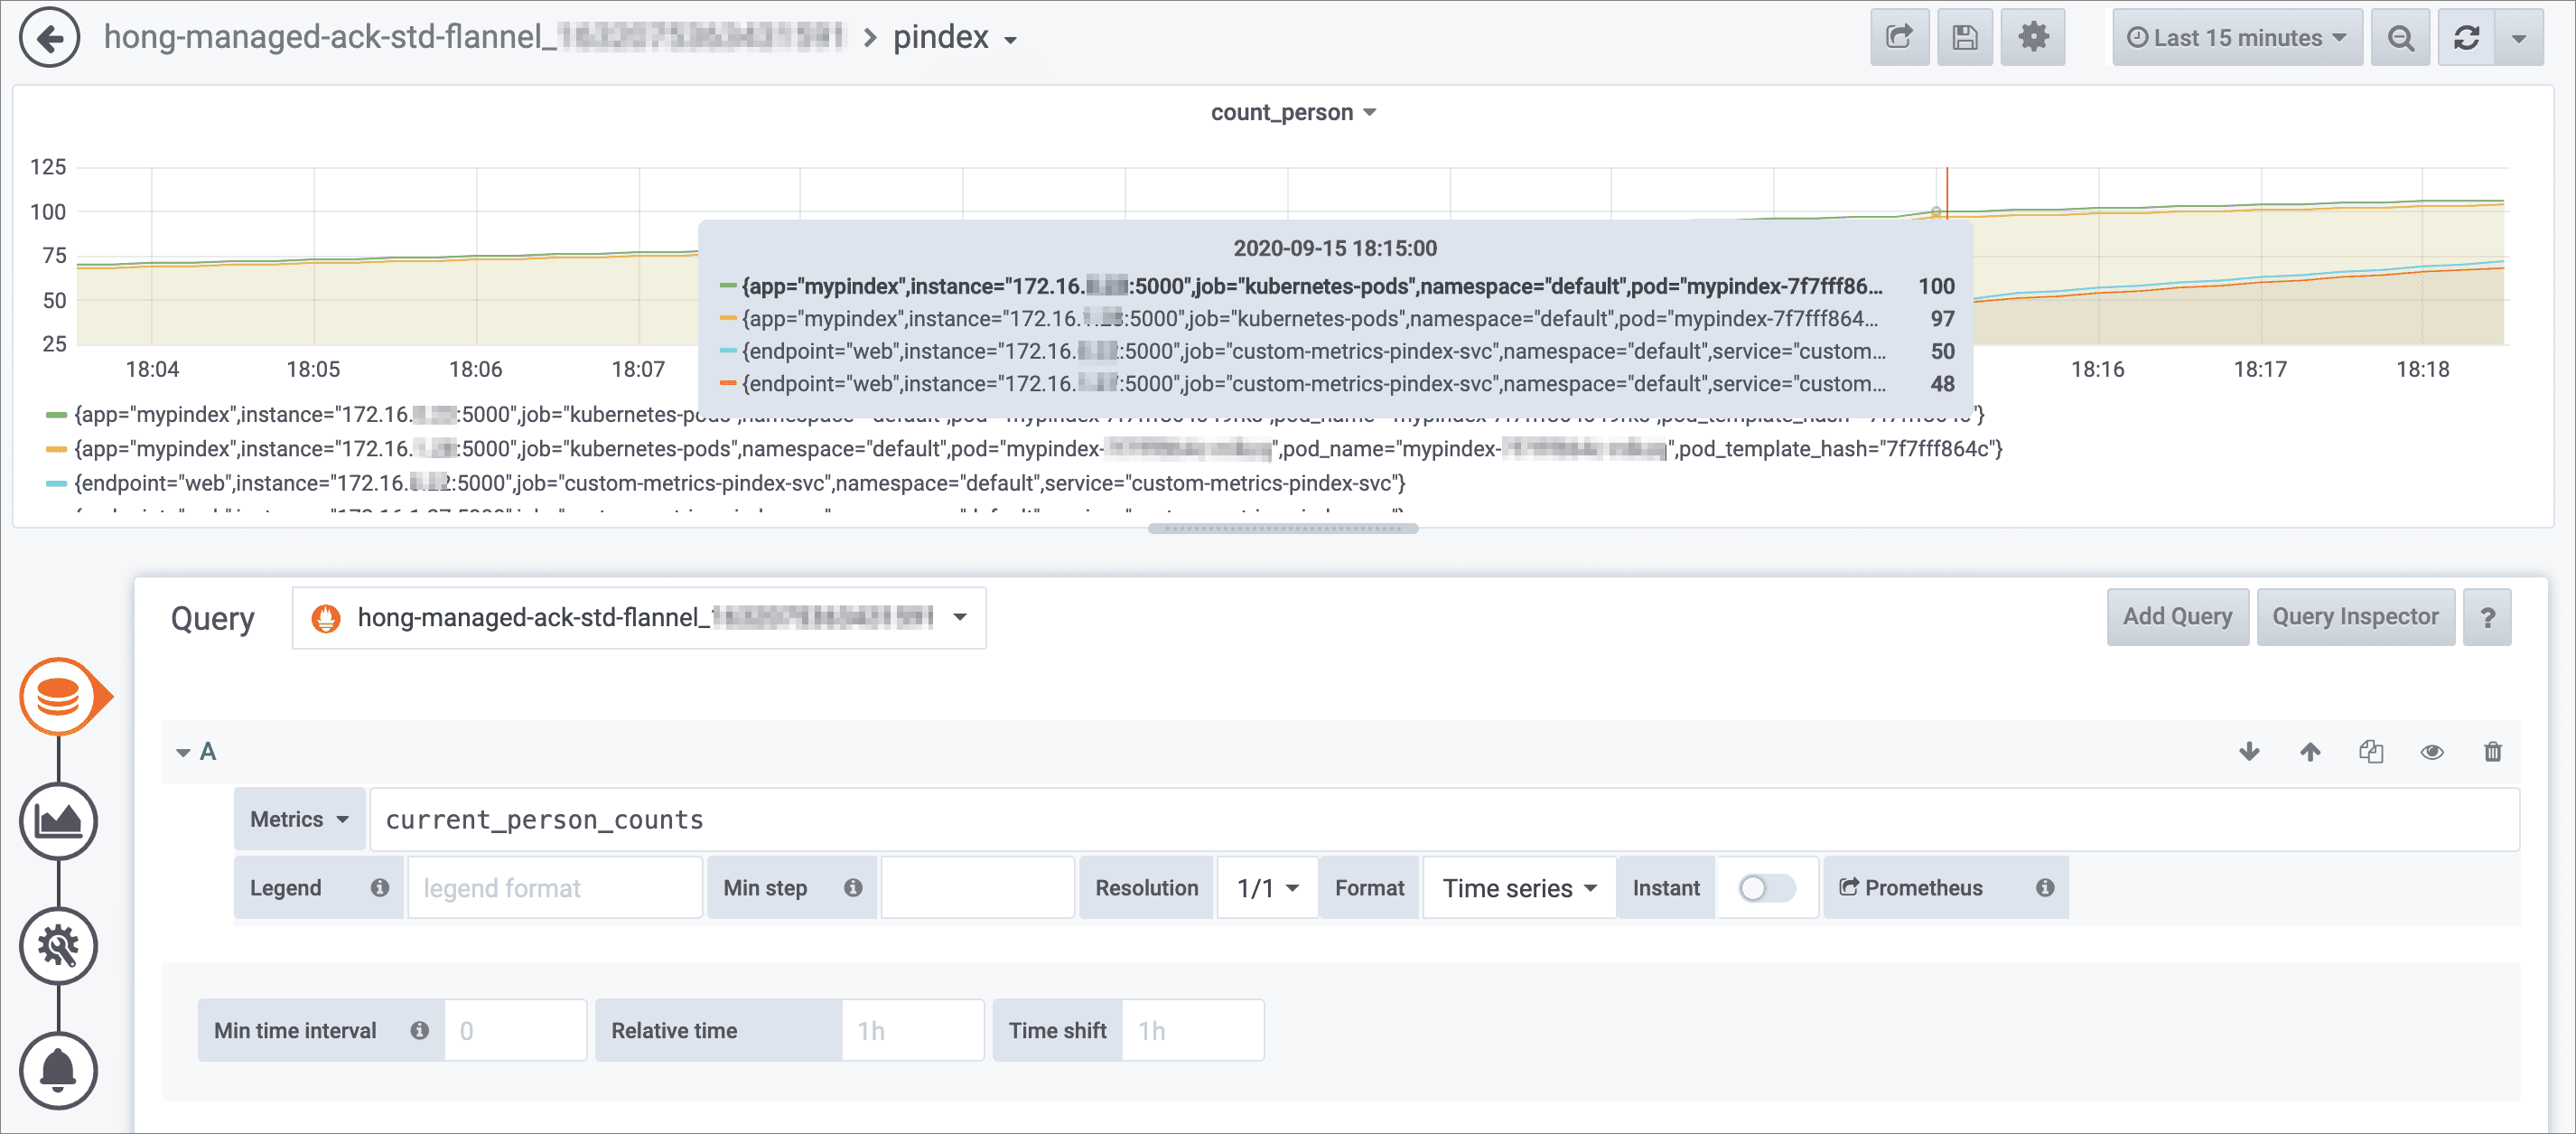 hong-managed-ack-std-flannel_ > pindex
Last 15 minutes
count_person
125
100
75
50
25
18:04 18:05 18:06 18:07 18:16 18:17 18:18
2020-09-15 18:15:00
{app="mypindex",instance="172.16. :5000",job="kubernetes-pods",namespace="default",pod="mypindex-7f7fff86... 100
{app="mypindex",instance="172.16. :5000",job="kubernetes-pods",namespace="default",pod="mypindex-7f7fff864... 97
{endpoint="web",instance="172.16. :5000",job="custom-metrics-pindex-svc",namespace="default",service="custom... 50
{endpoint="web",instance="172.16. :5000",job="custom-metrics-pindex-svc",namespace="default",service="custom... 48
{app="mypindex",instance="172.16. :5000",job="kubernetes-
{app="mypindex",instance="172.16. :5000",job="kubernetes-pods",namespace="default",pod="mypindex- ",pod_name="mypindex- ",pod_template_hash="7f7fff864c"}
{endpoint="web",instance="172.16. :5000",job="custom-metrics-pindex-svc",namespace="default",service="custom-metrics-pindex-svc"}
Query hong-managed-ack-std-flannel_ Add Query Query Inspector ?
A
Metrics current_person_counts
Legend legend format Min step Resolution 1/1 Format Time series Instant Prometheus
Min time interval 0 Relative time 1h Time shift 1h